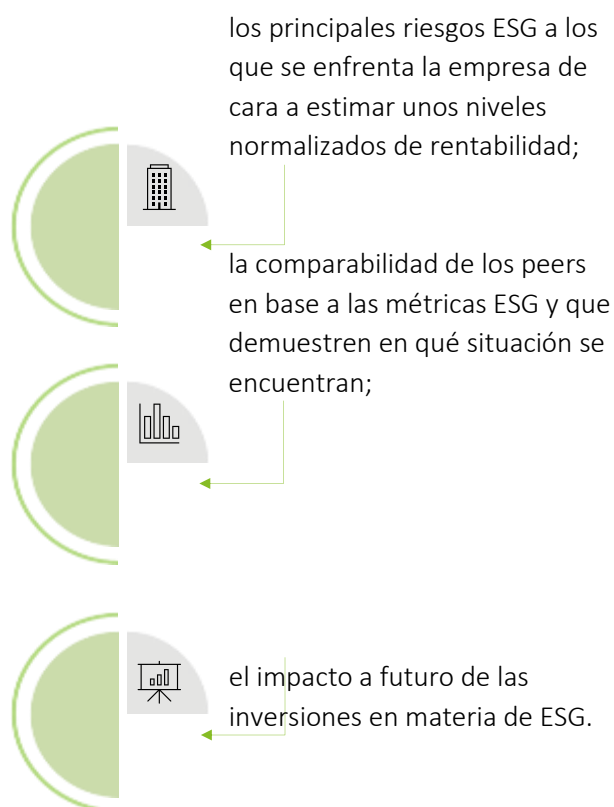 los principales riesgos ESG a los
que se enfrenta la empresa de
cara a estimar unos niveles
normalizados de rentabilidad;
la comparabilidad de los peers
en base a las métricas ESG y que
demuestren en qué situación se
encuentran;
el impacto a futuro de las
inversiones en materia de ESG.